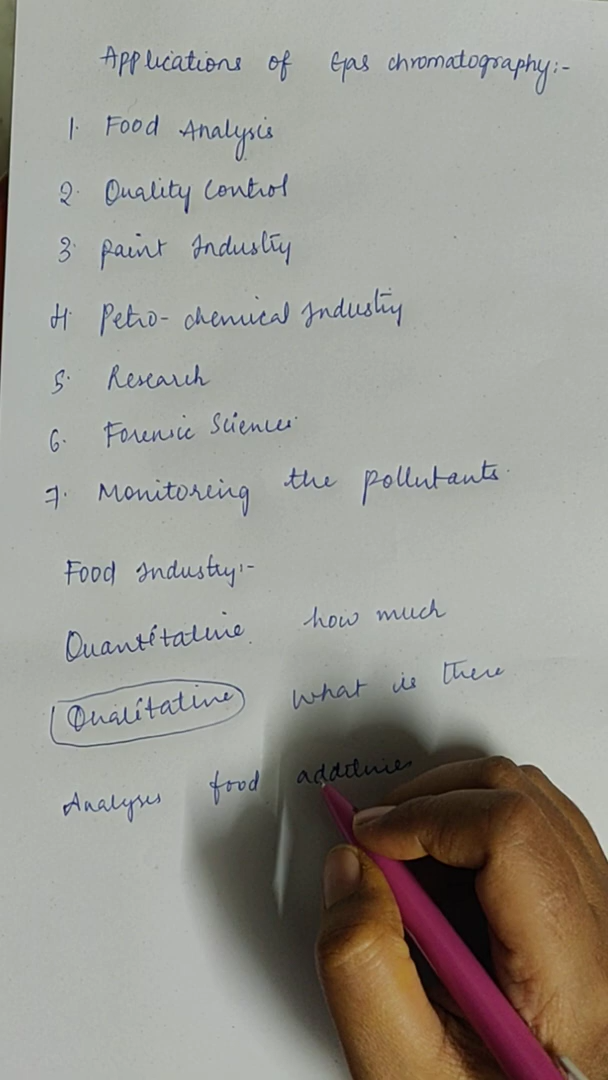 Applications of Gas chromatography:-
1. Food Analysis
2. Quality Control
3. Paint Industry
4. Petro-chemical Industry
5. Research
6. Forensic Sciences
7. Monitoring the pollutants.
Food Industry:-
Quantitative how much
Qualitative what is there
Analyses food additives